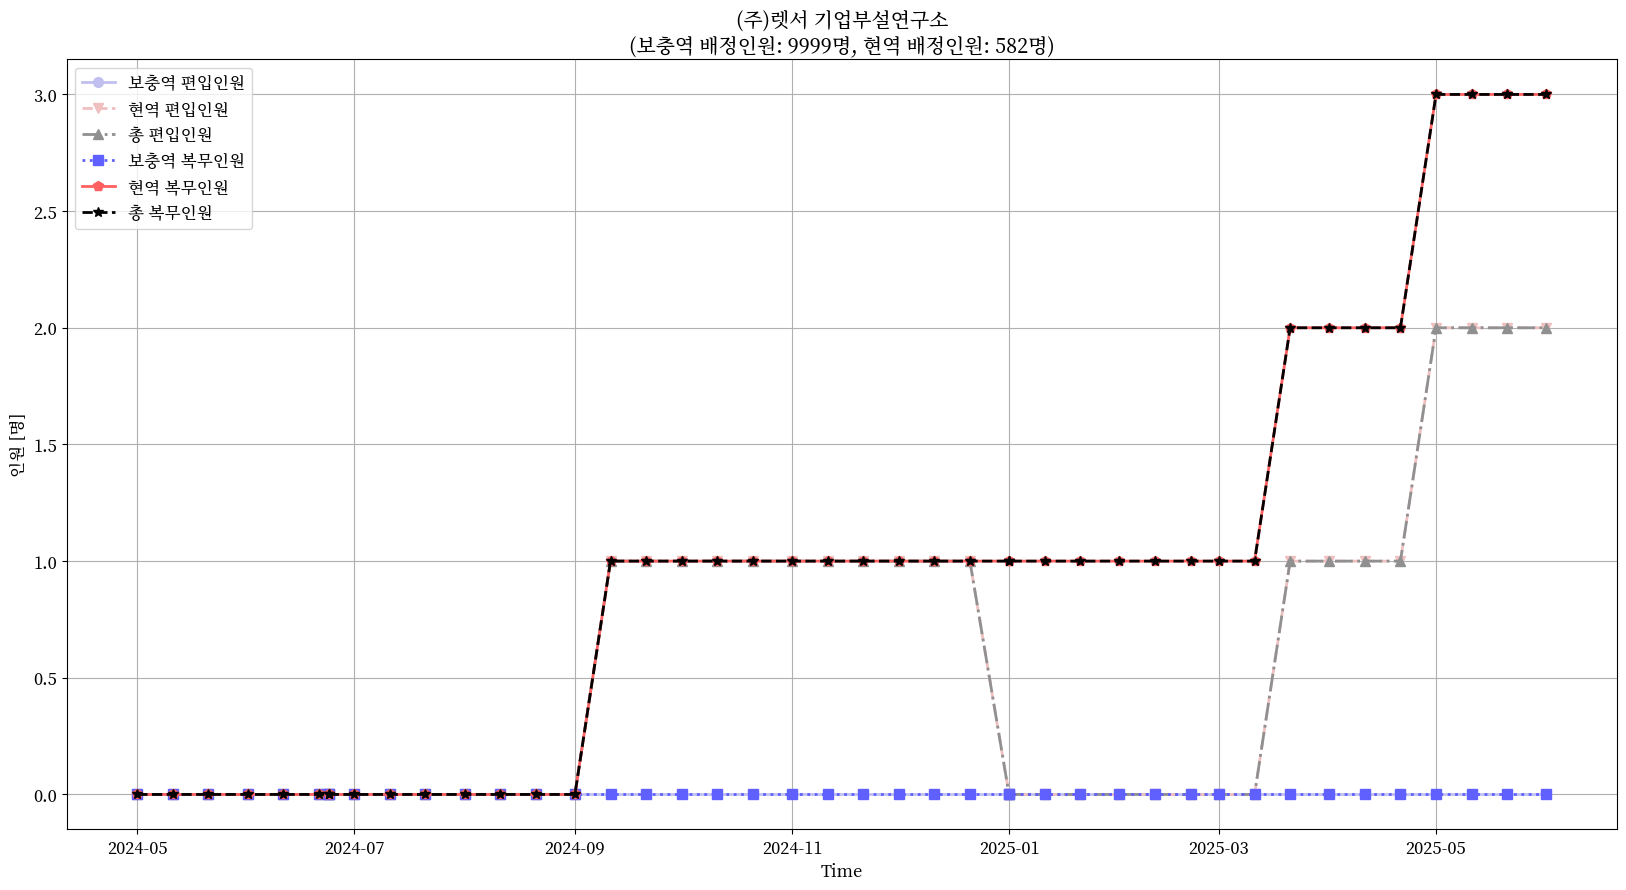 (주)렛서 기업부설연구소
(보충역 배정인원: 9999명, 현역 배정인원: 582명)
보충역 편입인원
현역 편입인원
총 편입인원
보충역 복무인원
현역 복무인원
총 복무인원
인원 [명]
3.0
2.5
2.0
1.5
1.0
0.5
0.0
2024-05
2024-07
2024-09
2024-11
2025-01
2025-03
2025-05
Time